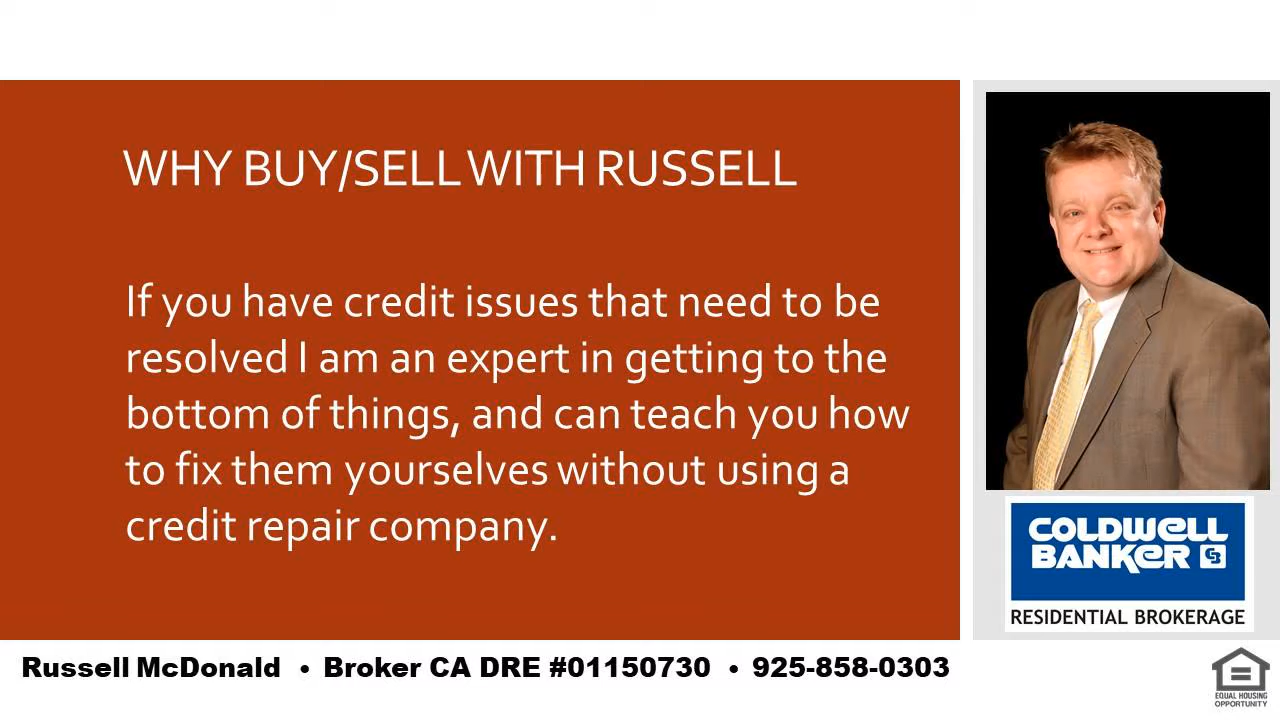 WHY BUY/SELL WITH RUSSELL
If you have credit issues that need to be
resolved I am an expert in getting to the
bottom of things, and can teach you how
to fix them yourselves without using a
credit repair company.
COLDWELL
BANKER CB
RESIDENTIAL BROKERAGE
Russell McDonald • Broker CA DRE #01150730 • 925-858-0303
EQUAL HOUSING
OPPORTUNITY